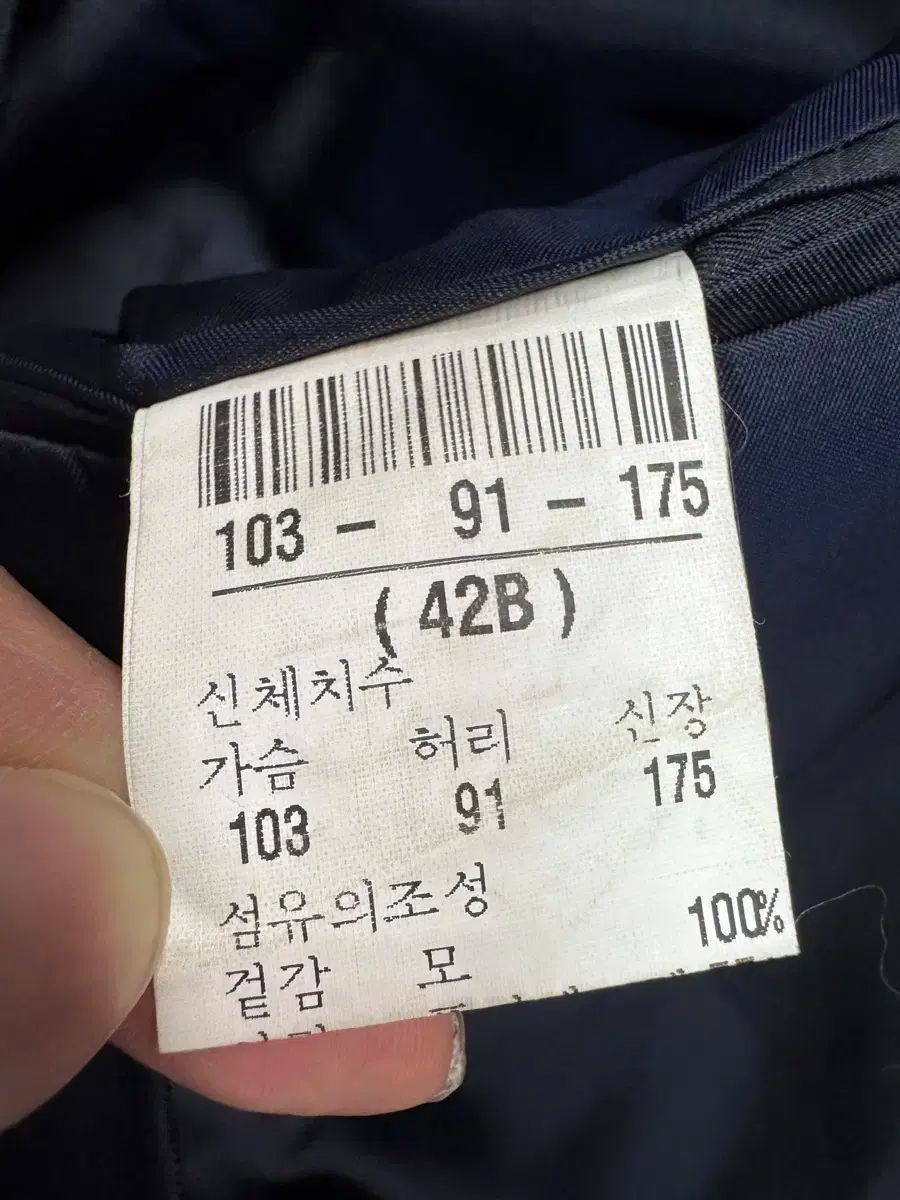 103 - 91 - 175
( 42B )
신체치수
가슴 허리 신장
103 91 175
섬유의조성
겉감 모 100%